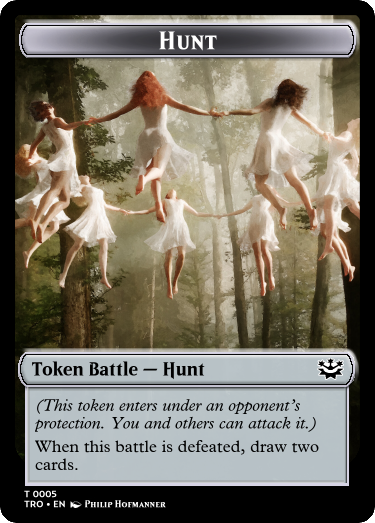 Hunt
Token Battle — Hunt
(This token enters under an opponent's
protection. You and others can attack it.)
When this battle is defeated, draw two
cards.
T 0005
TRO • EN Philip Hofmanner